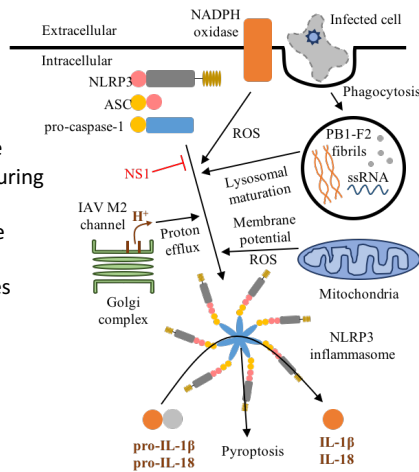 NADPH
oxidase
Infected cell
Extracellular
Intracellular
NLRP3
Phagocytosis
ASC
pro-caspase-1
ROS
PB1-F2
fibrils
ssRNA
uring
NS1
Lysosomal
maturation
IAV M2
channel
H+
Proton
efflux
Membrane
potential
ROS
es
Golgi
complex
Mitochondria
NLRP3
inflammasome
pro-IL-1β
pro-IL-18
Pyroptosis
IL-1β
IL-18